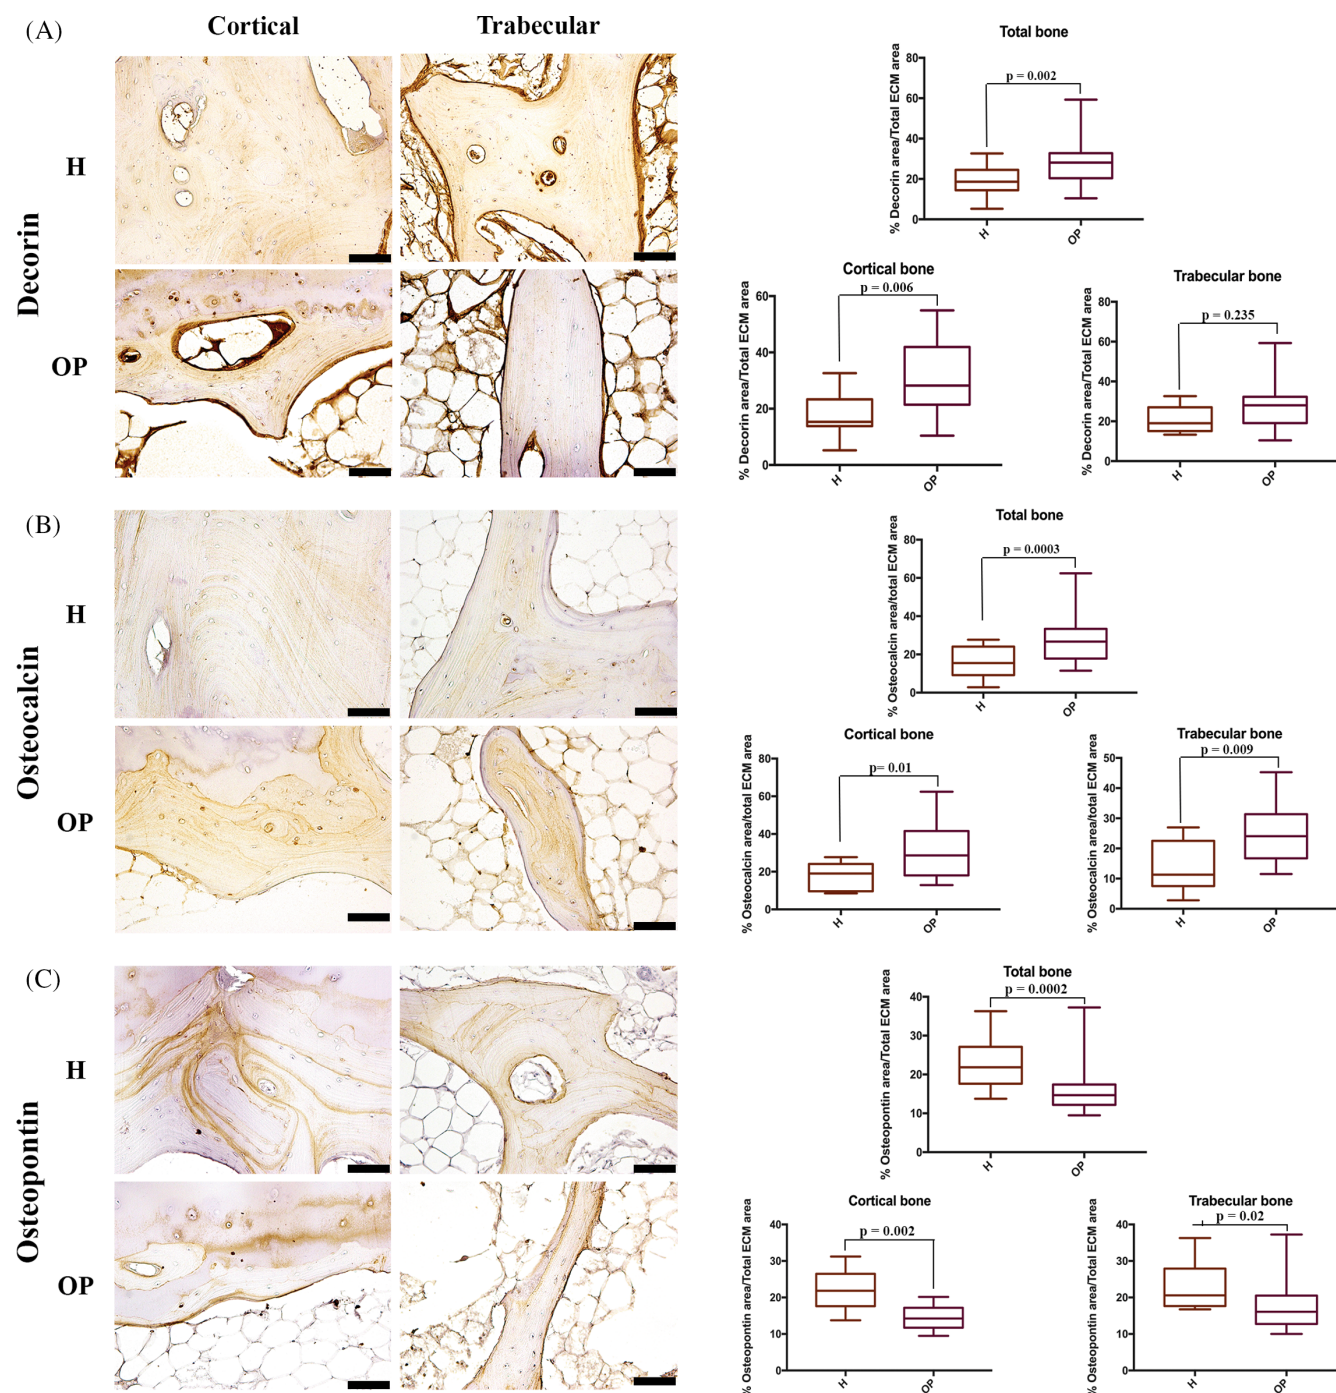 (A)
Cortical
Trabecular
Decorin
H
OP
Total bone
% Decorin area/Total ECM area
80
60
40
20
0
p = 0.002
H
OP
Cortical bone
% Decorin area/Total ECM area
60
40
20
0
p = 0.006
H
OP
Trabecular bone
% Decorin area/Total ECM area
80
60
40
20
0
p = 0.235
H
OP
(B)
Osteocalcin
H
OP
Total bone
% Osteocalcin area/total ECM area
80
60
40
20
0
p = 0.0003
H
OP
Cortical bone
% Osteocalcin area/total ECM area
80
60
40
20
0
p= 0.01
H
OP
Trabecular bone
% Osteocalcin area/total ECM area
50
40
30
20
10
0
p = 0.009
H
OP
(C)
Osteopontin
H
OP
Total bone
% Osteopontin area/Total ECM area
40
30
20
10
0
p = 0.0002
H
OP
Cortical bone
% Osteopontin area/Total ECM area
40
30
20
10
0
p = 0.002
H
OP
Trabecular bone
% Osteopontin area/Total ECM area
40
30
20
10
0
p = 0.02
H
OP